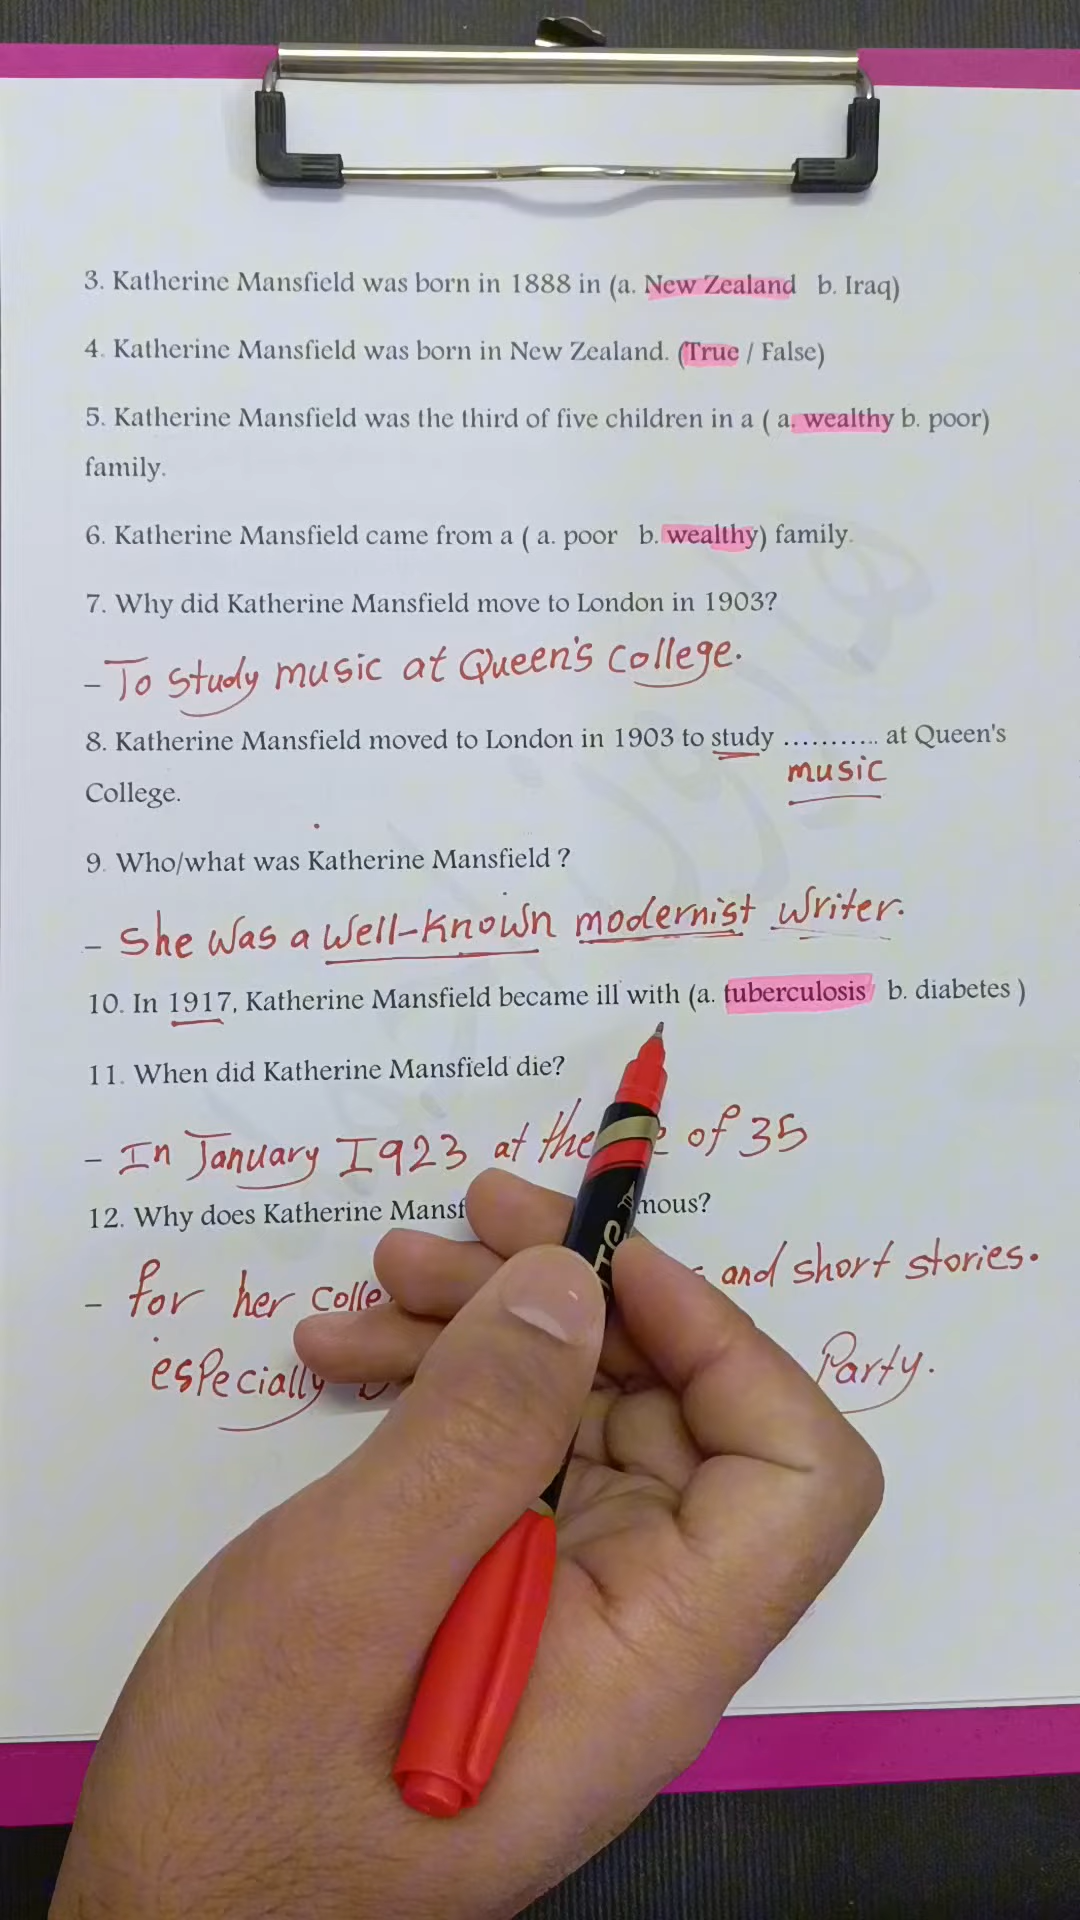 3. Katherine Mansfield was born in 1888 in (a. New Zealand b. Iraq)
4. Katherine Mansfield was born in New Zealand. (True / False)
5. Katherine Mansfield was the third of five children in a ( a. wealthy b. poor)
family.
6. Katherine Mansfield came from a ( a. poor b. wealthy) family.
7. Why did Katherine Mansfield move to London in 1903?
- To study music at Queen's college.
8. Katherine Mansfield moved to London in 1903 to study ........... at Queen's
music
College.
9. Who/what was Katherine Mansfield ?
- She was a well-known modernist writer.
10. In 1917, Katherine Mansfield became ill with (a. tuberculosis b. diabetes )
11. When did Katherine Mansfield die?
- In January 1923 at the of 35
12. Why does Katherine
- for her and short stories.
especially Party.